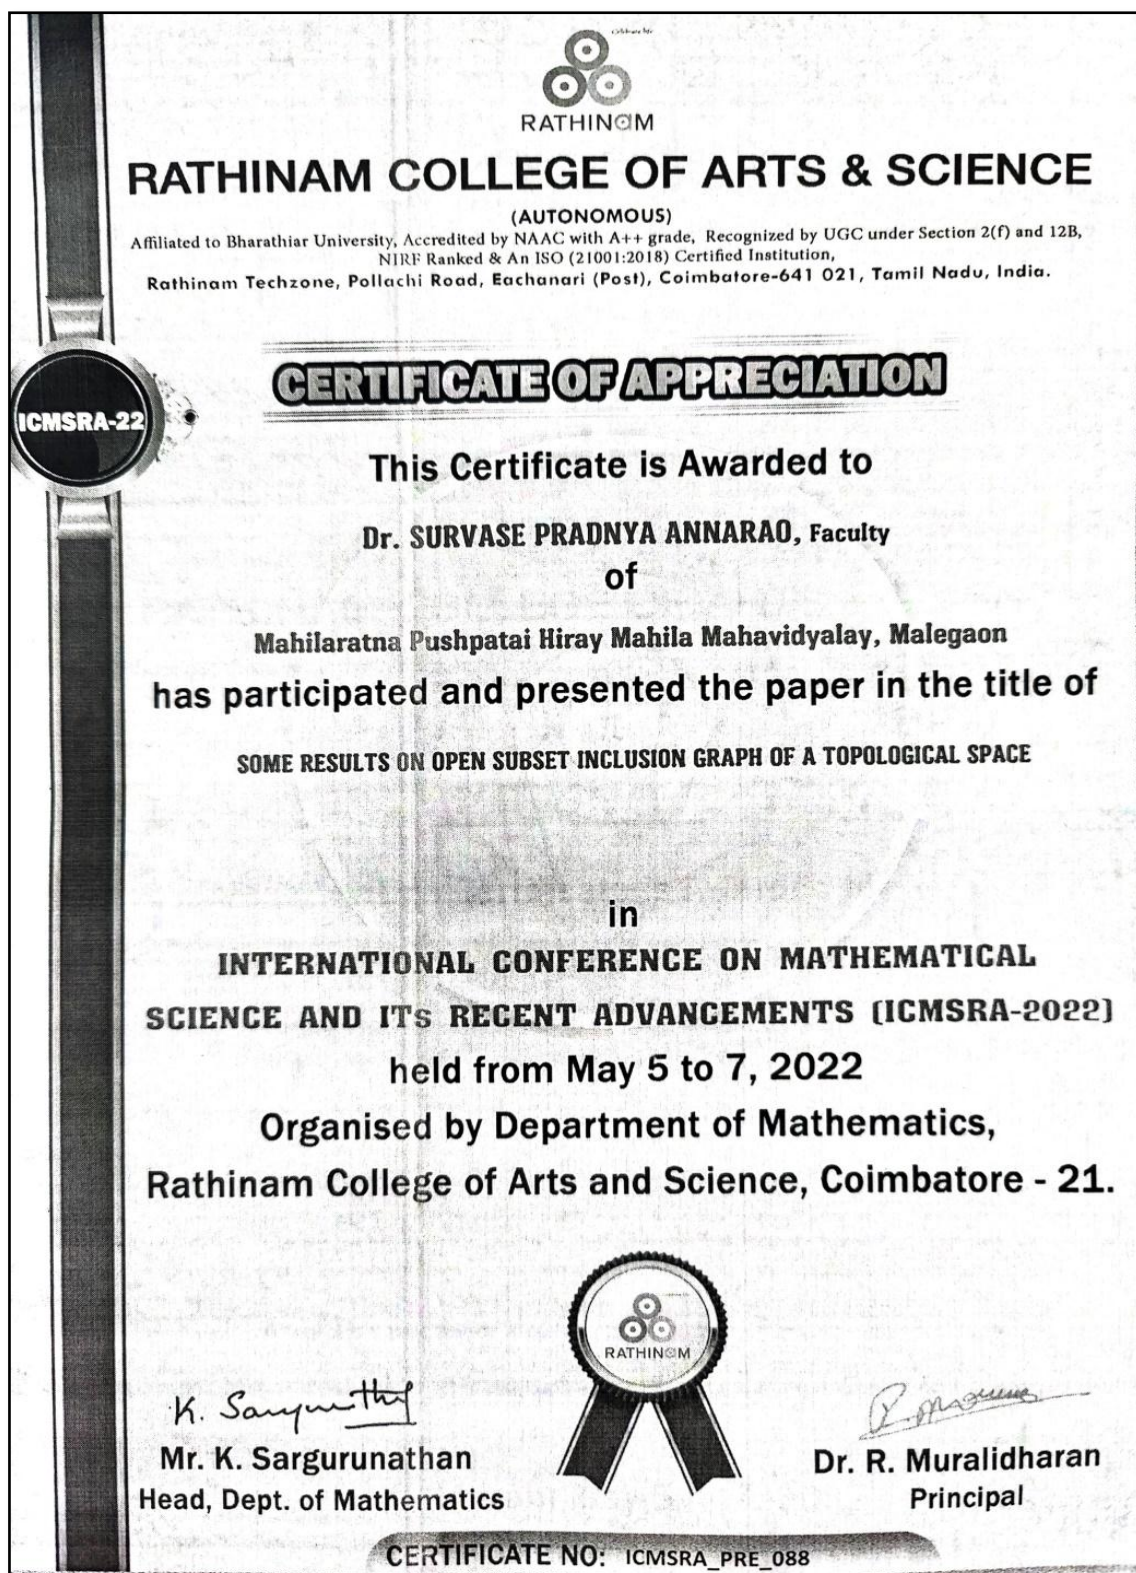 Celebrate life
RATHINAM
RATHINAM COLLEGE OF ARTS & SCIENCE
(AUTONOMOUS)
Affiliated to Bharathiar University, Accredited by NAAC with A++ grade, Recognized by UGC under Section 2(f) and 12B,
NIRF Ranked & An ISO (21001:2018) Certified Institution,
Rathinam Techzone, Pollachi Road, Eachanari (Post), Coimbatore-641 021, Tamil Nadu, India.
CERTIFICATE OF APPRECIATION
ICMSRA-22
This Certificate is Awarded to
Dr. SURVASE PRADNYA ANNARAO, Faculty
of
Mahilaratna Pushpatai Hiray Mahila Mahavidyalay, Malegaon
has participated and presented the paper in the title of
SOME RESULTS ON OPEN SUBSET INCLUSION GRAPH OF A TOPOLOGICAL SPACE
in
INTERNATIONAL CONFERENCE ON MATHEMATICAL
SCIENCE AND ITs RECENT ADVANCEMENTS (ICMSRA-2022)
held from May 5 to 7, 2022
Organised by Department of Mathematics,
Rathinam College of Arts and Science, Coimbatore - 21.
RATHINAM
K. Sargurunathan
Mr. K. Sargurunathan
Head, Dept. of Mathematics
Dr. R. Muralidharan
Principal
CERTIFICATE NO: ICMSRA_PRE_088